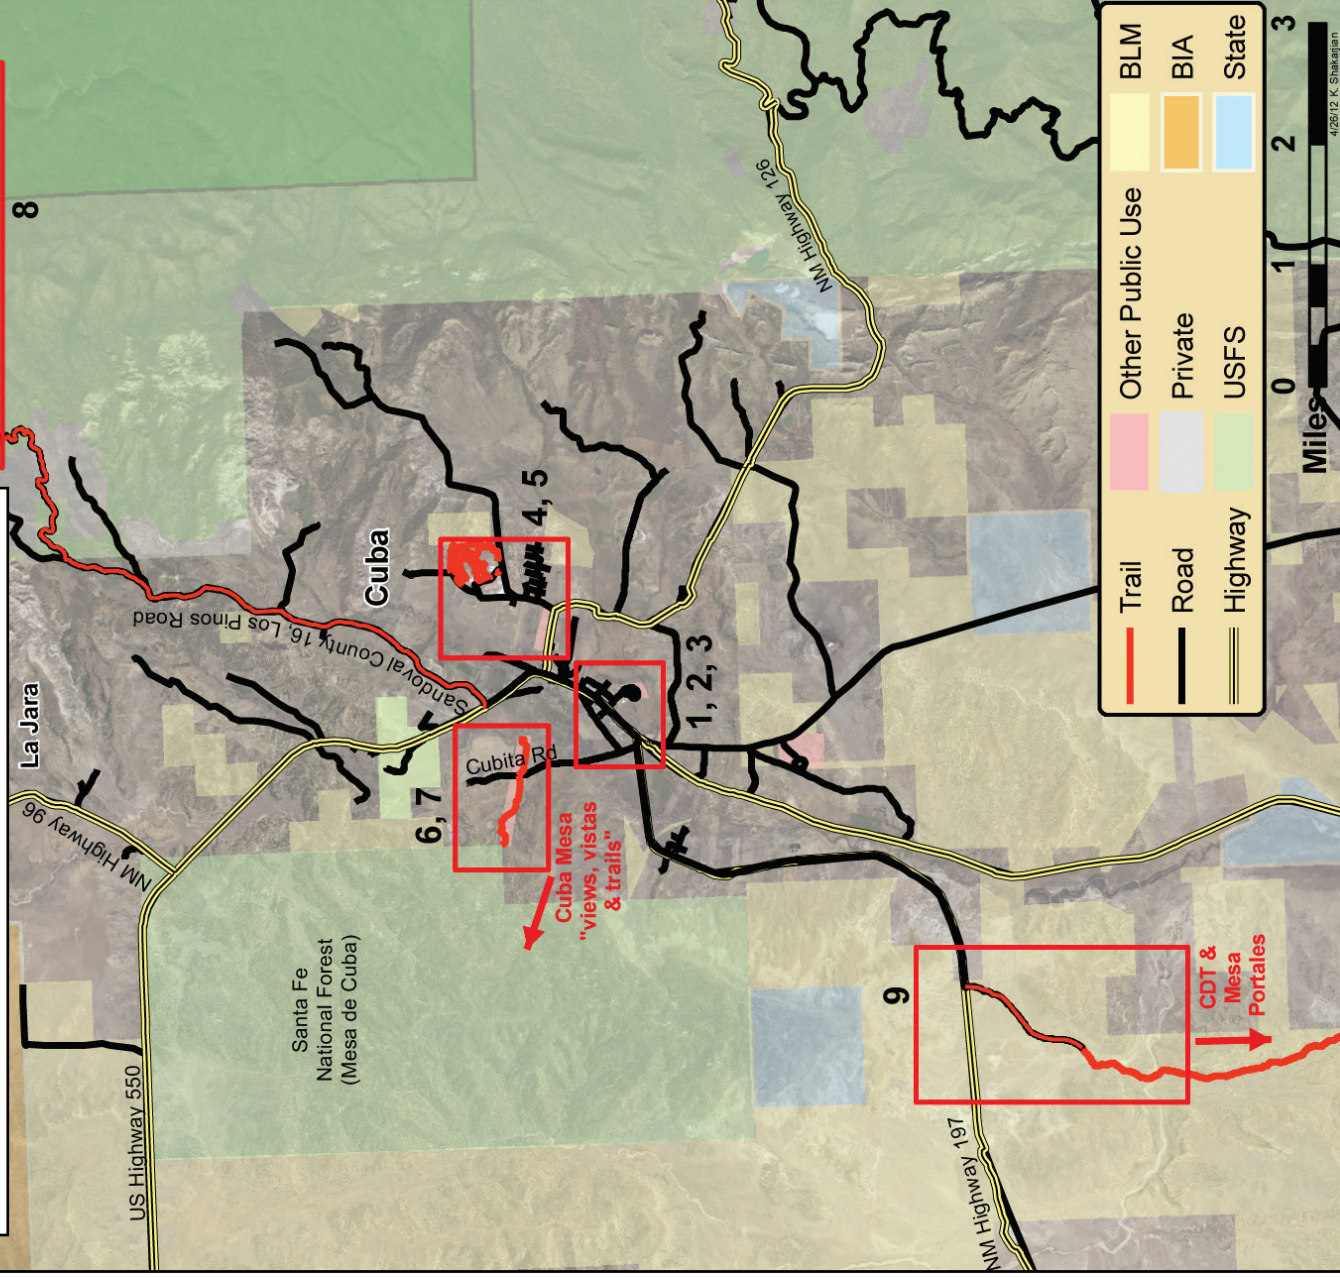 8
La Jara
NM Highway 96
Sandoval County 16, Los Pinos Road
Cuba
4, 5
6, 7
Cubita Rd
1, 2, 3
Cuba Mesa
"views, vistas
& trails"
Santa Fe
National Forest
(Mesa de Cuba)
US Highway 550
NM Highway 126
9
CDT &
Mesa
Portales
NM Highway 197
Trail
Road
Highway
Other Public Use
Private
USFS
BLM
BIA
State
Miles
0 1 2 3
4/26/12 K. Shakarjian